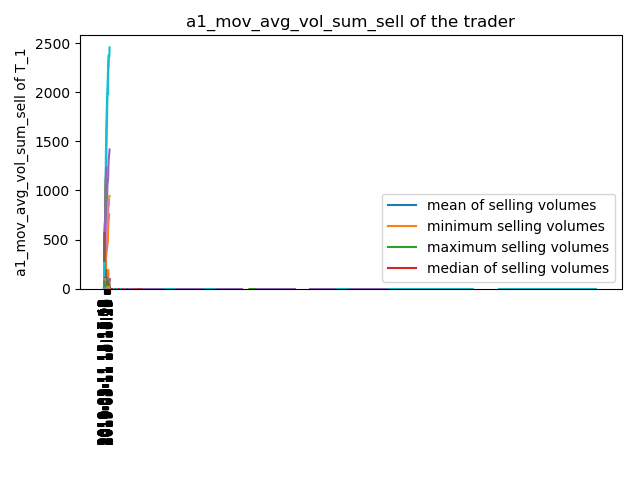 a1_mov_avg_vol_sum_sell of the trader
a1_mov_avg_vol_sum_sell of T_1
2500
2000
1500
1000
500
0
mean of selling volumes
minimum selling volumes
maximum selling volumes
median of selling volumes